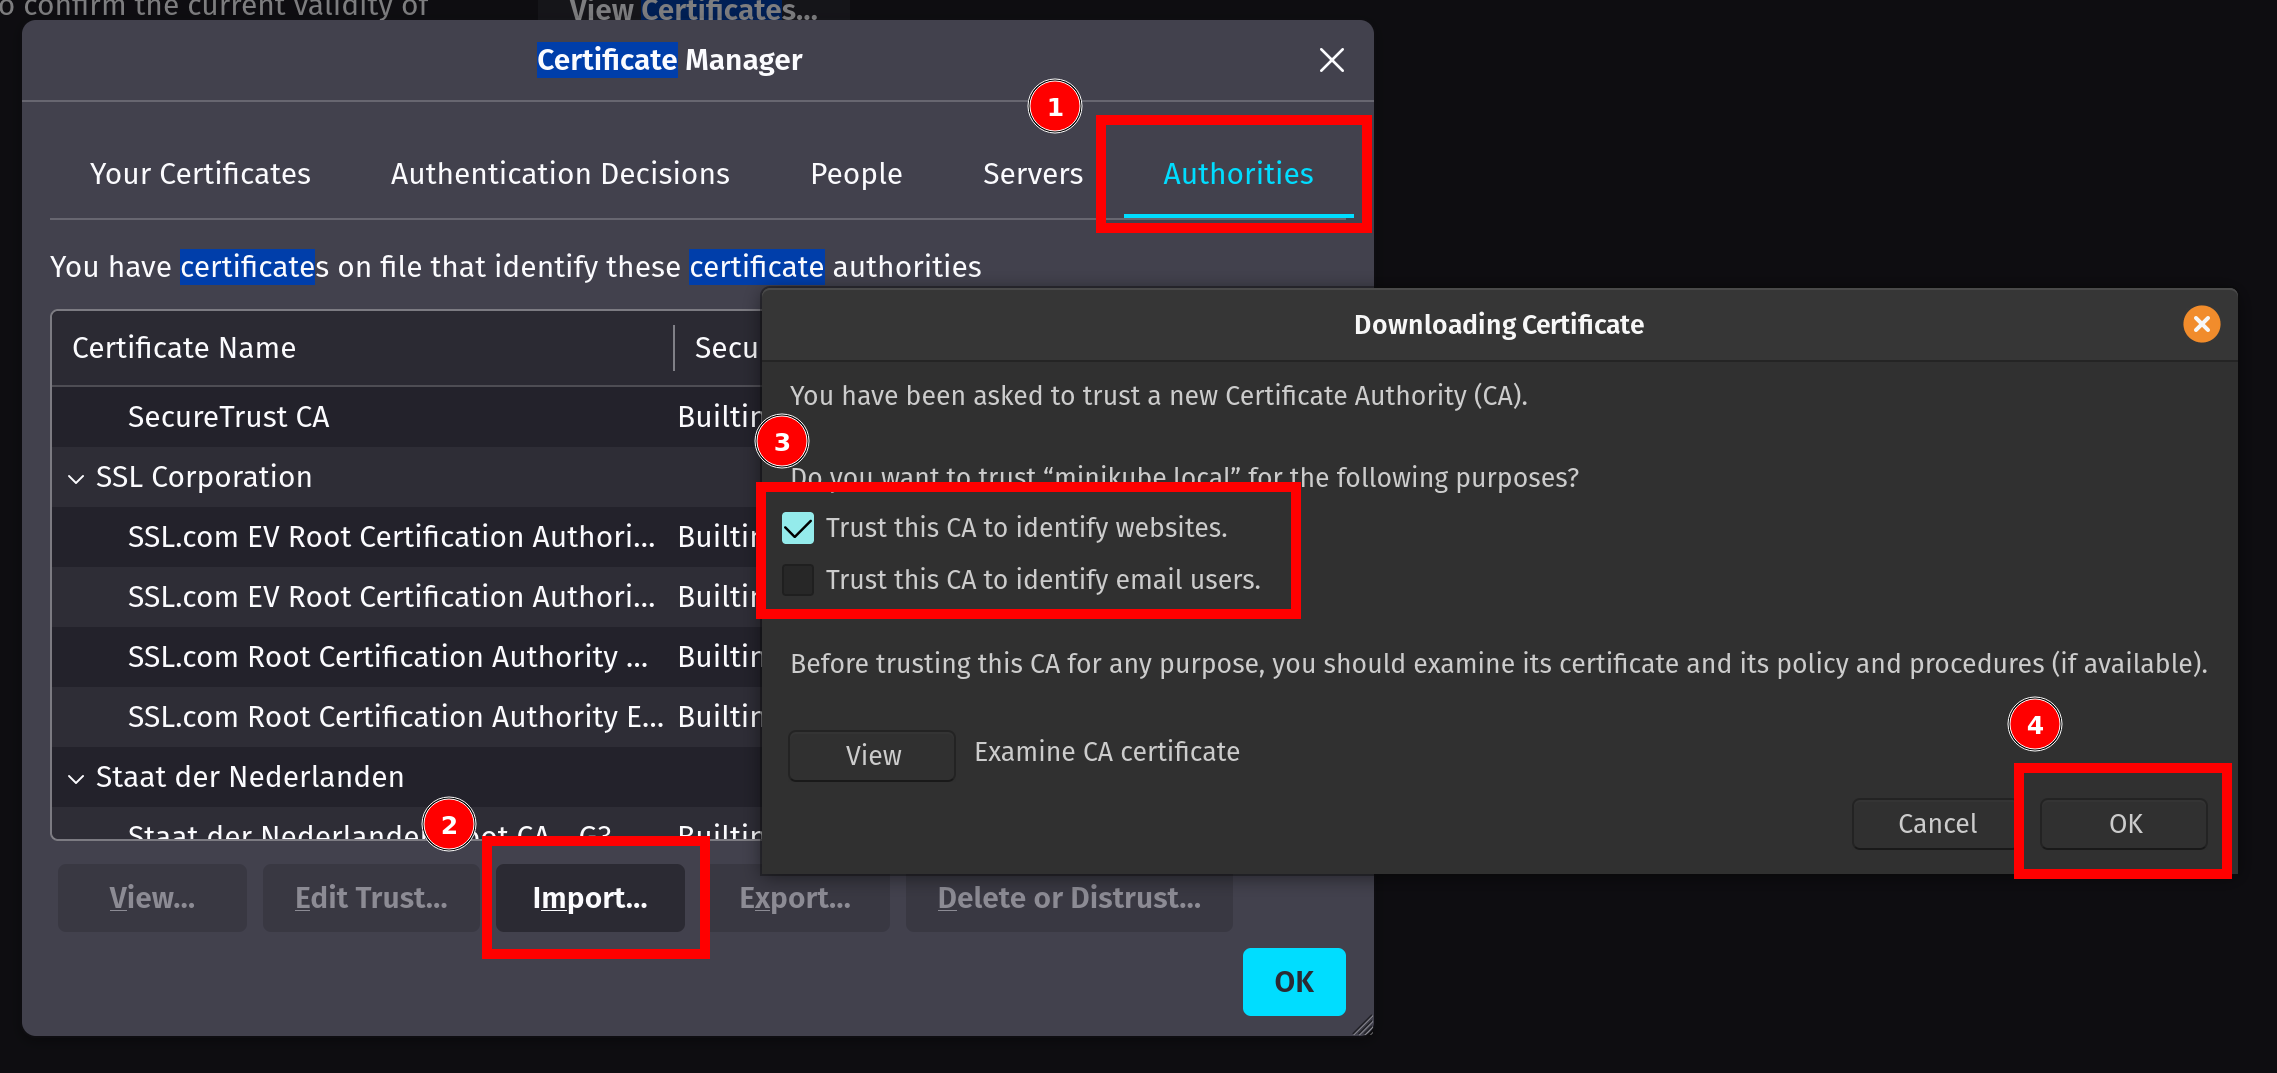 o confirm the current validity of
View Certificates...
Certificate Manager
1
Your Certificates Authentication Decisions People Servers Authorities
You have certificates on file that identify these certificate authorities
Certificate Name Secu
SecureTrust CA Builtin
SSL Corporation
SSL.com EV Root Certification Authori... Builtin
SSL.com EV Root Certification Authori... Builtin
SSL.com Root Certification Authority ... Builtin
SSL.com Root Certification Authority E... Builtin
Staat der Nederlanden
Staat der Nederlanden Root CA - G3 Builtin
2
View... Edit Trust... Import... Export... Delete or Distrust...
OK
Downloading Certificate
You have been asked to trust a new Certificate Authority (CA).
3
Do you want to trust “minikube.local” for the following purposes?
Trust this CA to identify websites.
Trust this CA to identify email users.
Before trusting this CA for any purpose, you should examine its certificate and its policy and procedures (if available).
View Examine CA certificate
4
Cancel OK